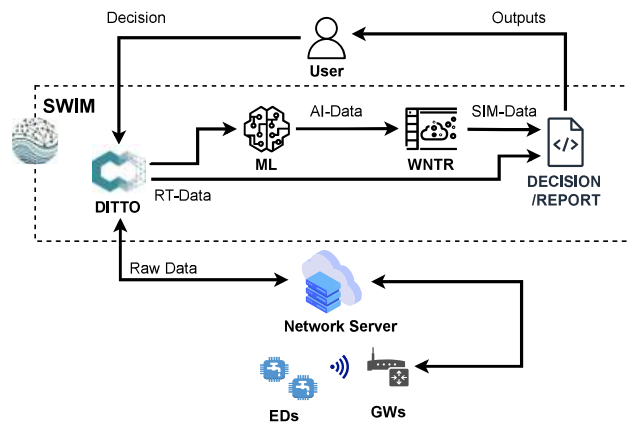 Decision
Outputs
User
SWIM
AI-Data
SIM-Data
ML
WNTR
</>
DECISION
/REPORT
DITTO
RT-Data
Raw Data
Network Server
EDs
GWs